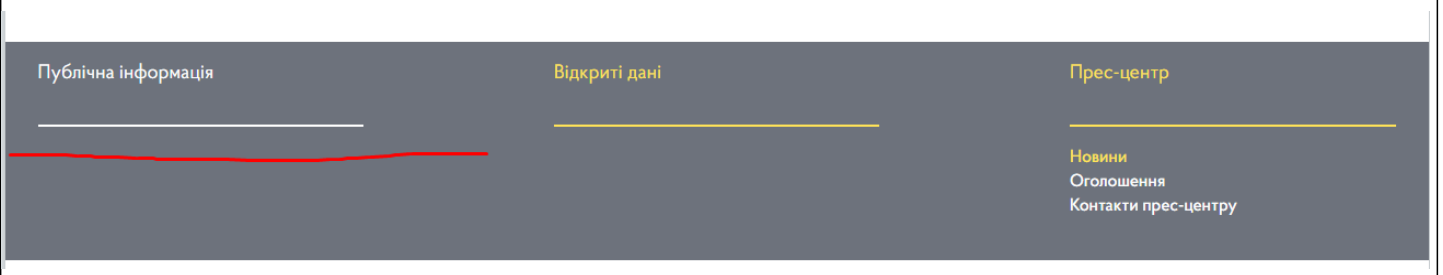 Публічна інформація
Відкриті дані
Прес-центр
Новини
Оголошення
Контакти прес-центру